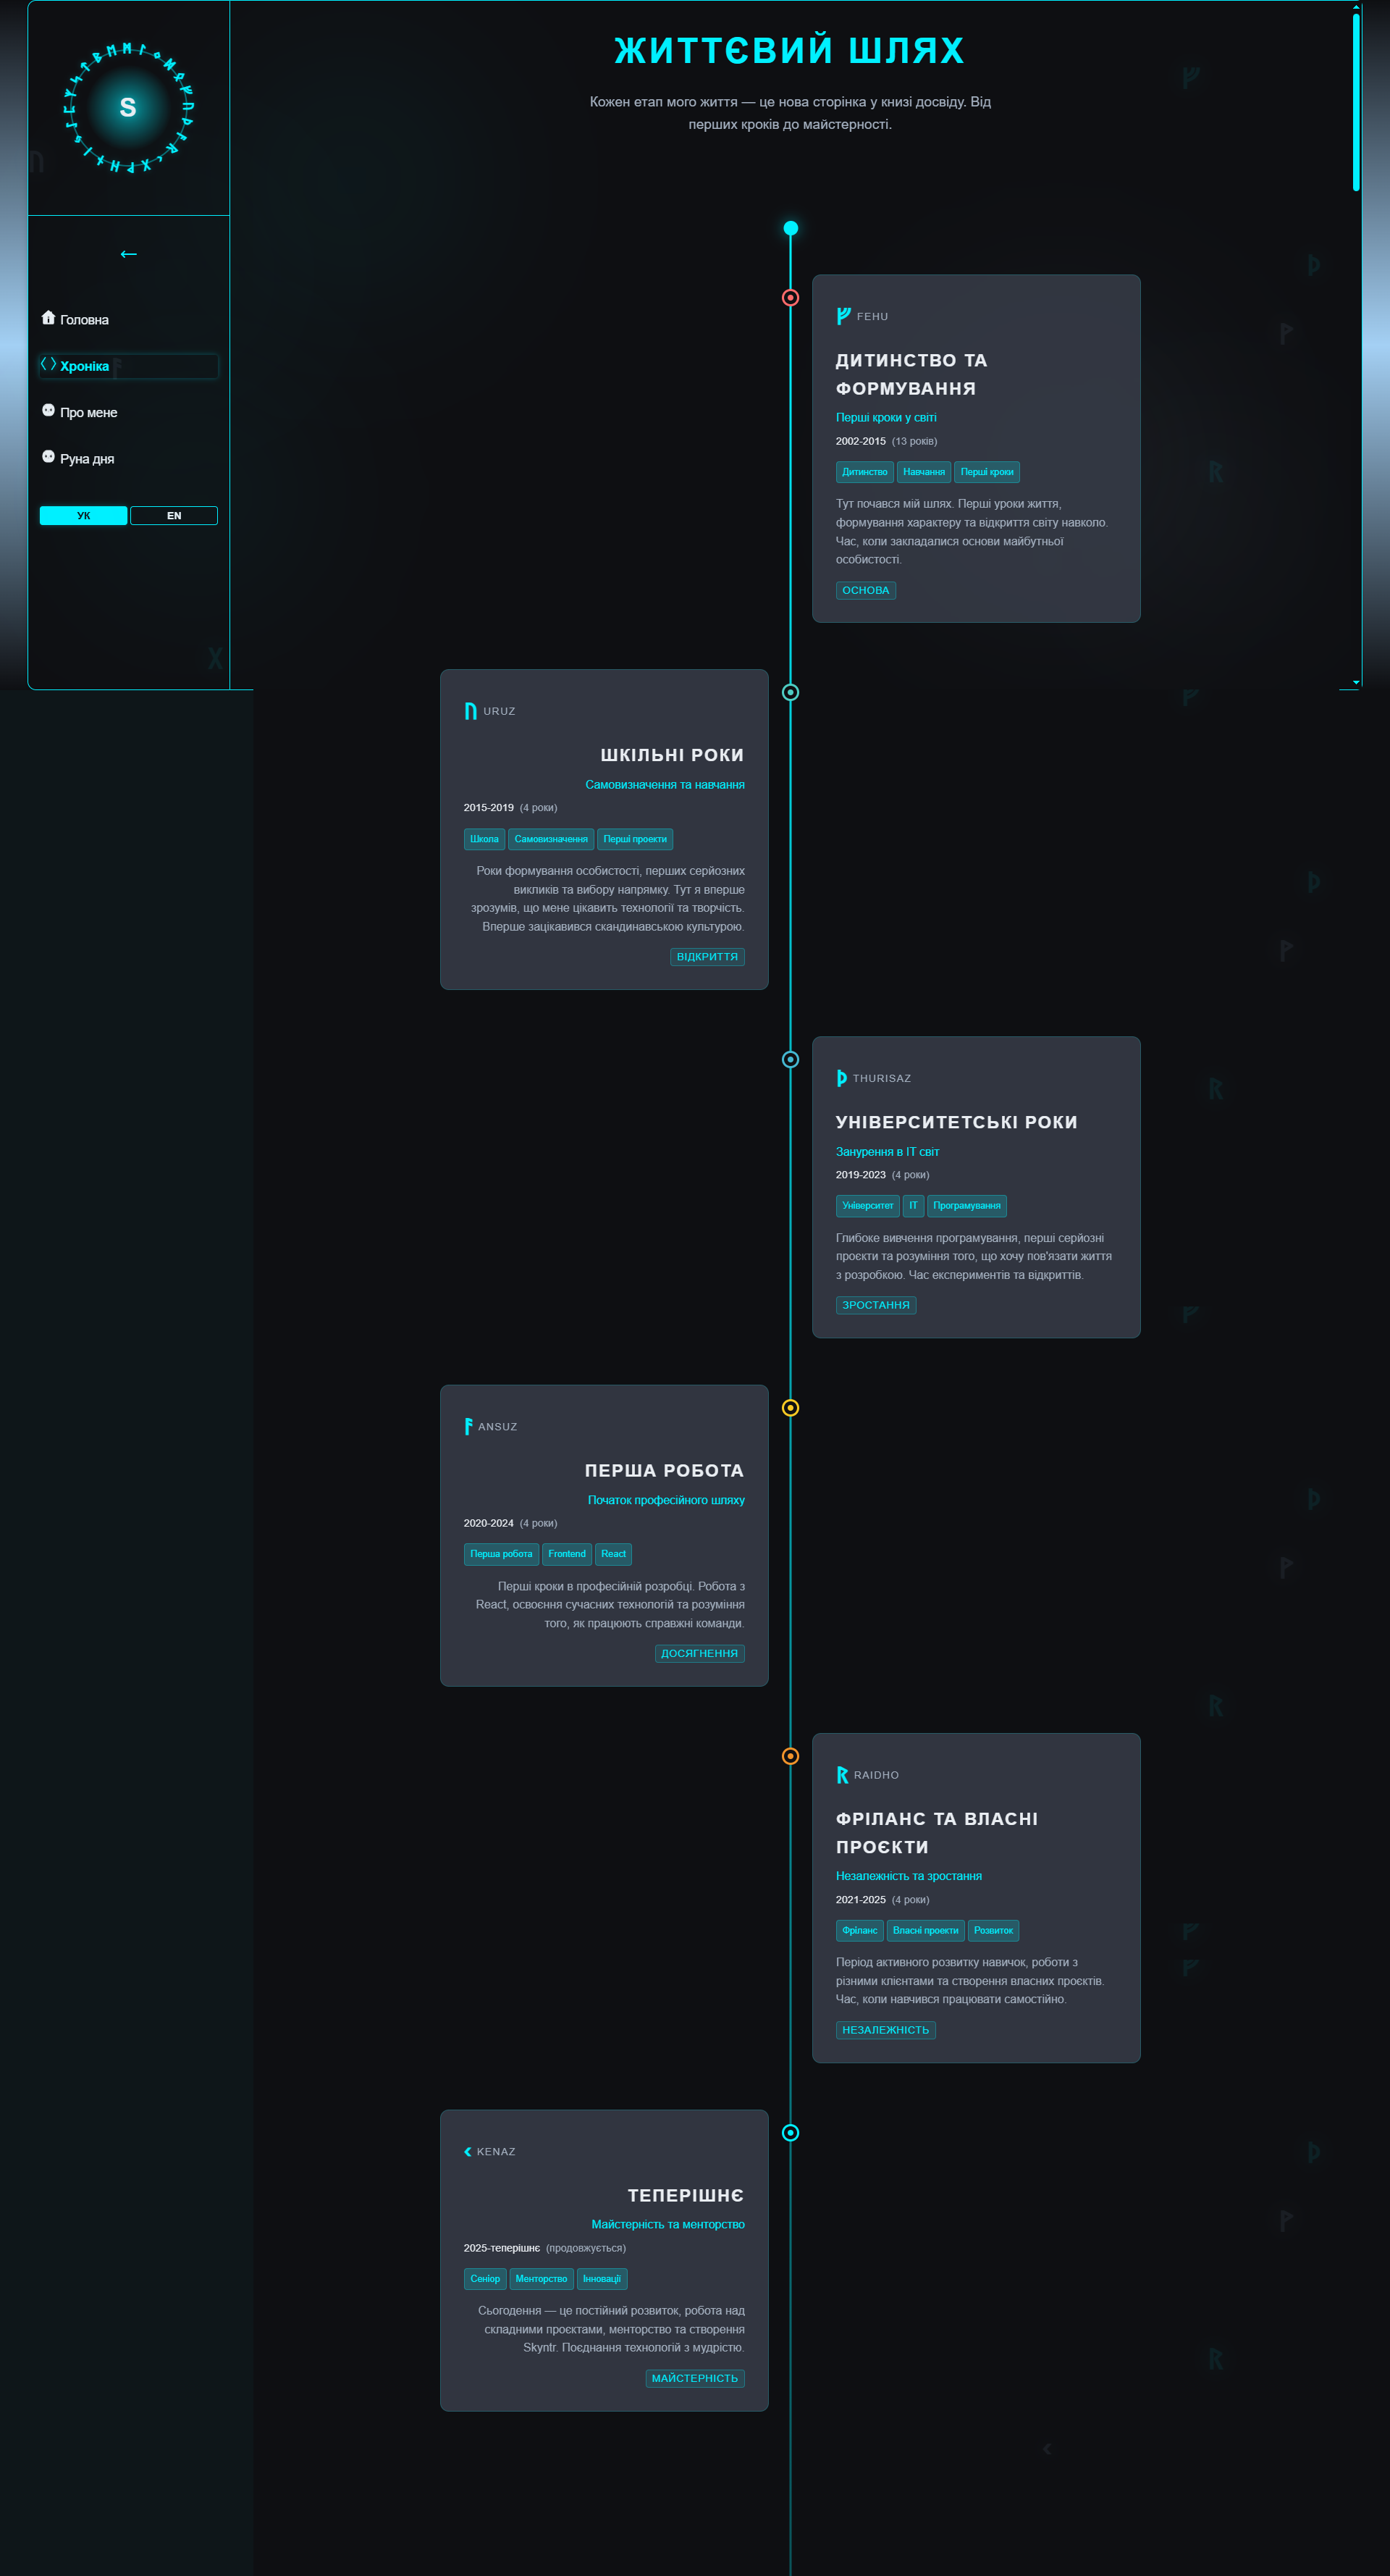 S
←
Головна
Хроніка
Про мене
Руна дня
УК EN
ЖИТТЄВИЙ ШЛЯХ
Кожен етап мого життя — це нова сторінка у книзі досвіду. Від
перших кроків до майстерності.
ᚠ FEHU
ДИТИНСТВО ТА
ФОРМУВАННЯ
Перші кроки у світі
2002-2015 (13 років)
Дитинство Навчання Перші кроки
Тут почався мій шлях. Перші уроки життя,
формування характеру та відкриття світу навколо.
Час, коли закладалися основи майбутньої
особистості.
ОСНОВА
ᚢ URUZ
ШКІЛЬНІ РОКИ
Самовизначення та навчання
2015-2019 (4 роки)
Школа Самовизначення Перші проекти
Роки формування особистості, перших серйозних
викликів та вибору напрямку. Тут я вперше
зрозумів, що мене цікавить технології та творчість.
Вперше зацікавився скандинавською культурою.
ВІДКРИТТЯ
ᚦ THURISAZ
УНІВЕРСИТЕТСЬКІ РОКИ
Занурення в IT світ
2019-2023 (4 роки)
Університет IT Програмування
Глибоке вивчення програмування, перші серйозні
проєкти та розуміння того, що хочу пов'язати життя
з розробкою. Час експериментів та відкриттів.
ЗРОСТАННЯ
ᚨ ANSUZ
ПЕРША РОБОТА
Початок професійного шляху
2020-2024 (4 роки)
Перша робота Frontend React
Перші кроки в професійній розробці. Робота з
React, освоєння сучасних технологій та розуміння
того, як працюють справжні команди.
ДОСЯГНЕННЯ
ᚱ RAIDHO
ФРІЛАНС ТА ВЛАСНІ
ПРОЄКТИ
Незалежність та зростання
2021-2025 (4 роки)
Фріланс Власні проекти Розвиток
Період активного розвитку навичок, роботи з
різними клієнтами та створення власних проєктів.
Час, коли навчився працювати самостійно.
НЕЗАЛЕЖНІСТЬ
ᚲ KENAZ
ТЕПЕРІШНЄ
Майстерність та менторство
2025-теперішнє (продовжується)
Сеніор Менторство Інновації
Сьогодення — це постійний розвиток, робота над
складними проєктами, менторство та створення
Skyntr. Поєднання технологій з мудрістю.
МАЙСТЕРНІСТЬ